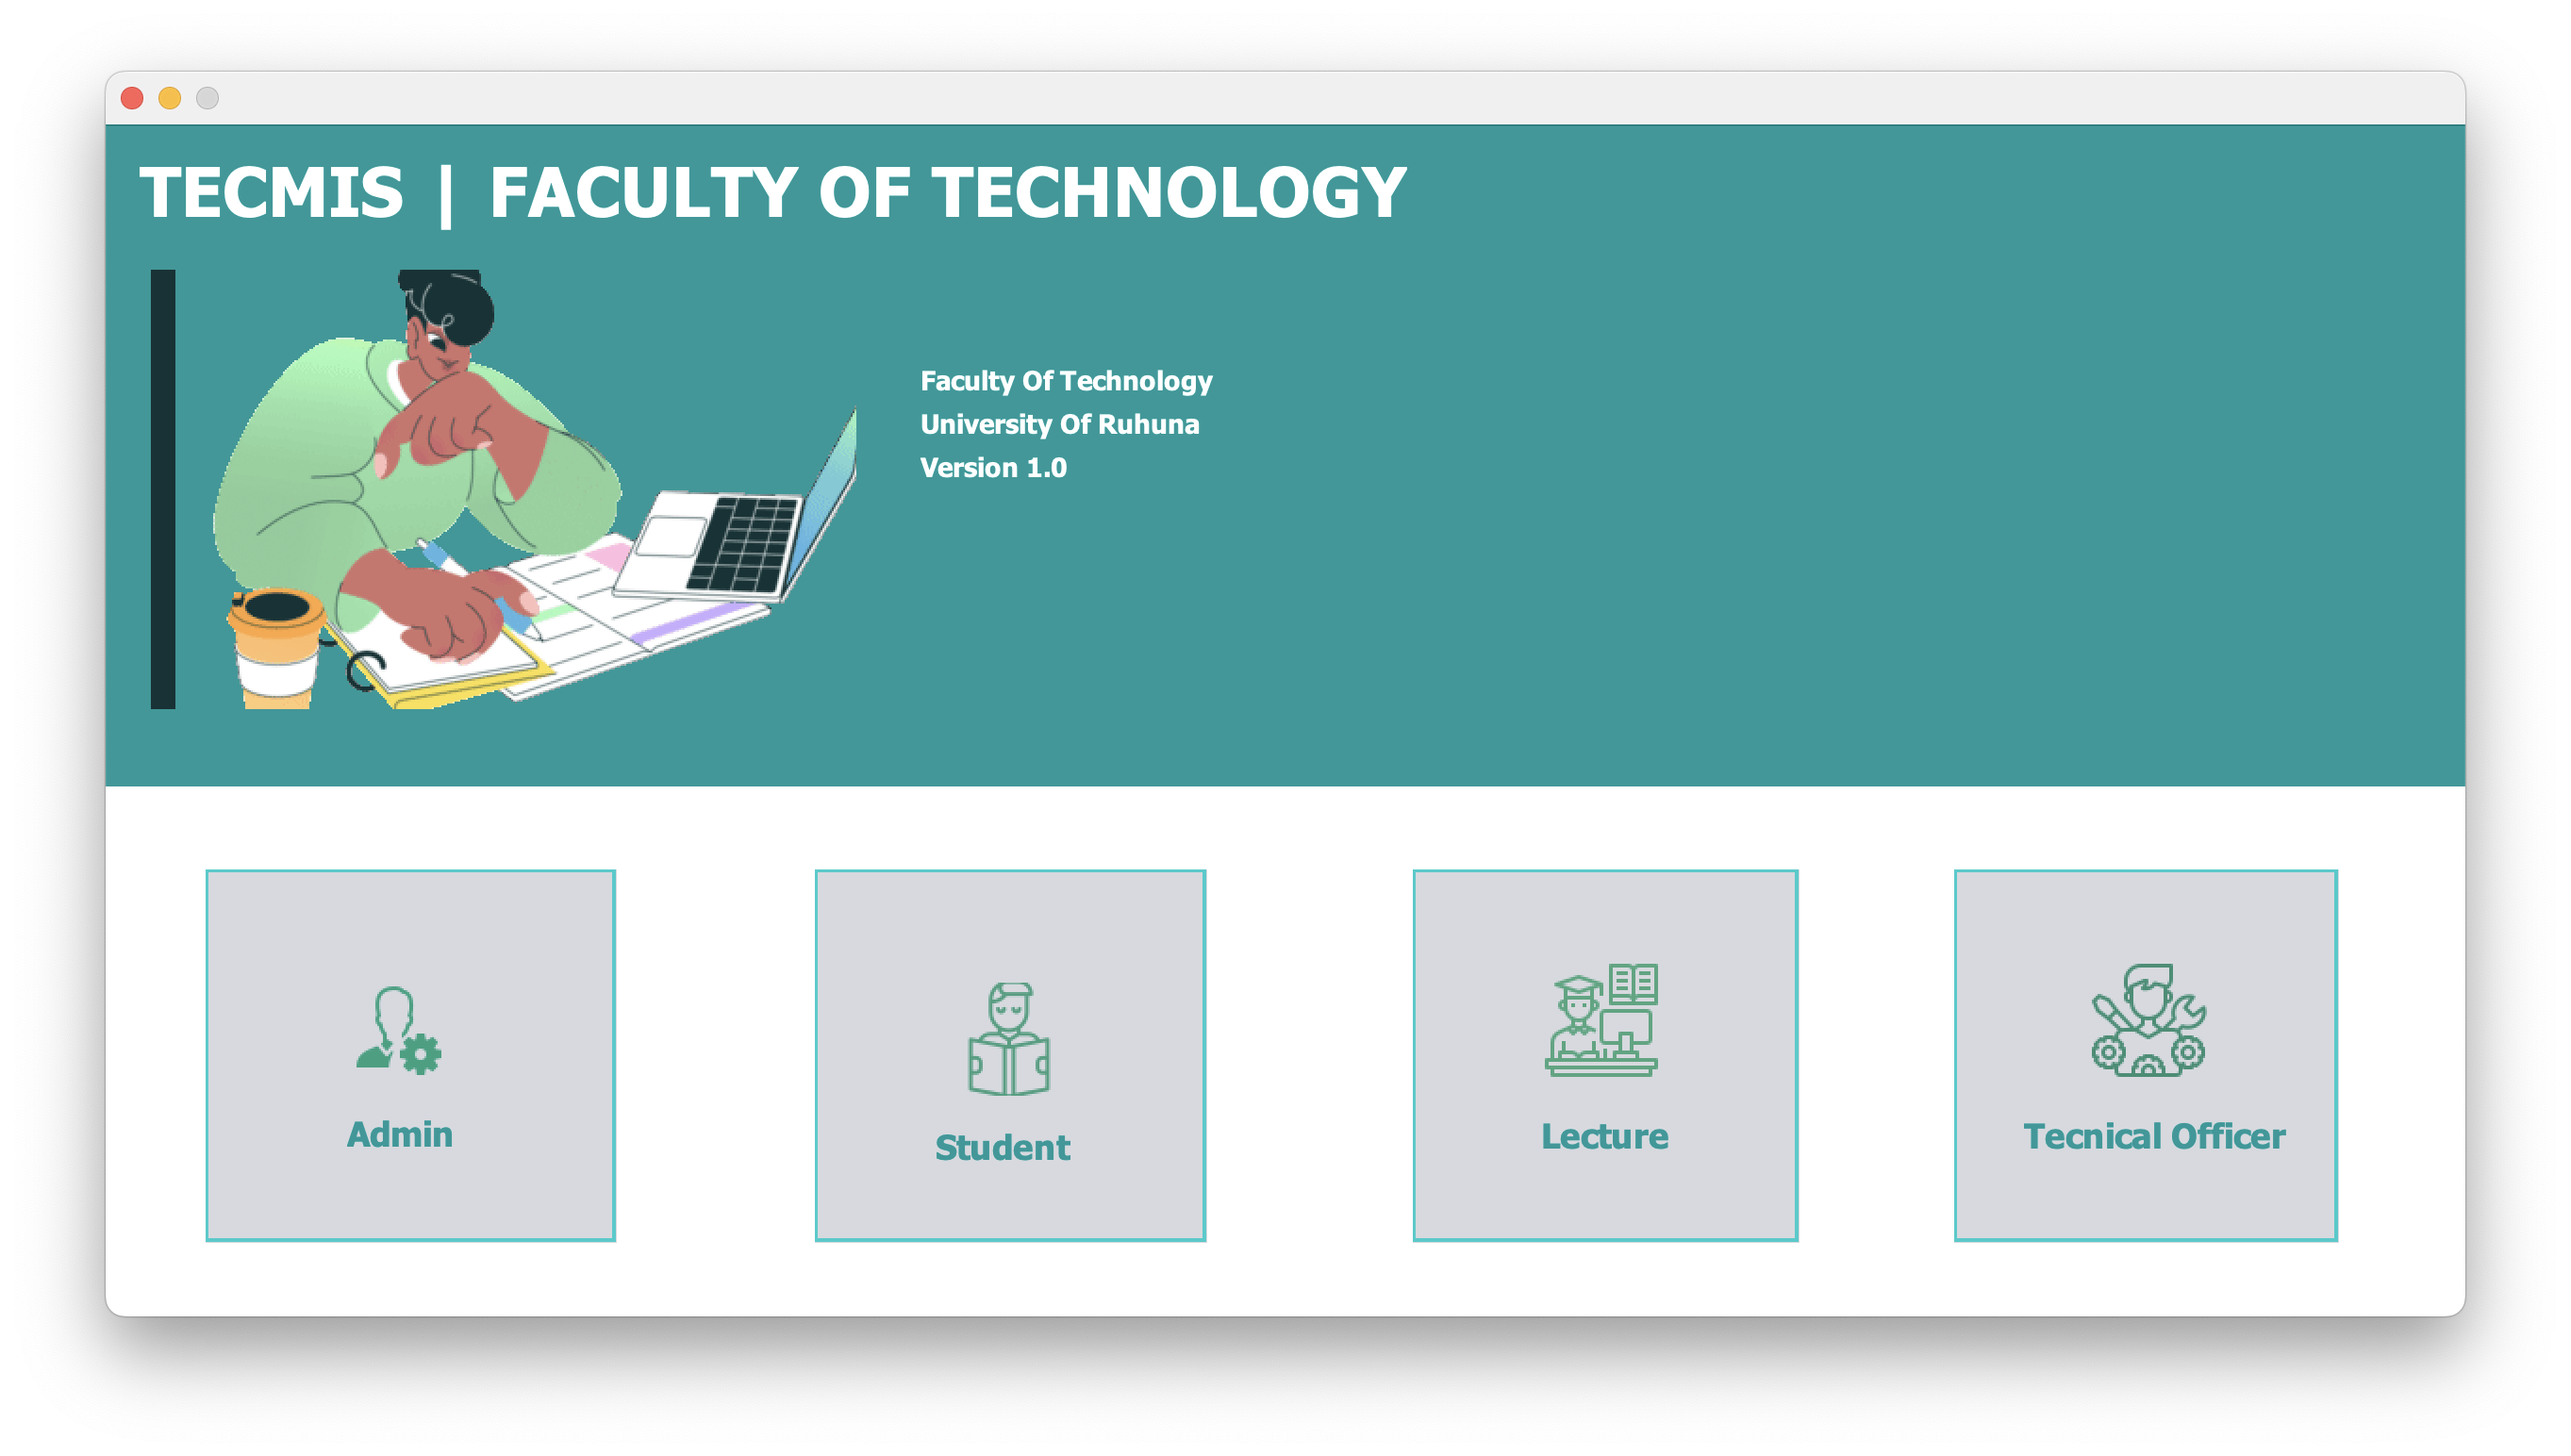 TECMIS | FACULTY OF TECHNOLOGY
Faculty Of Technology
University Of Ruhuna
Version 1.0
Admin
Student
Lecture
Tecnical Officer